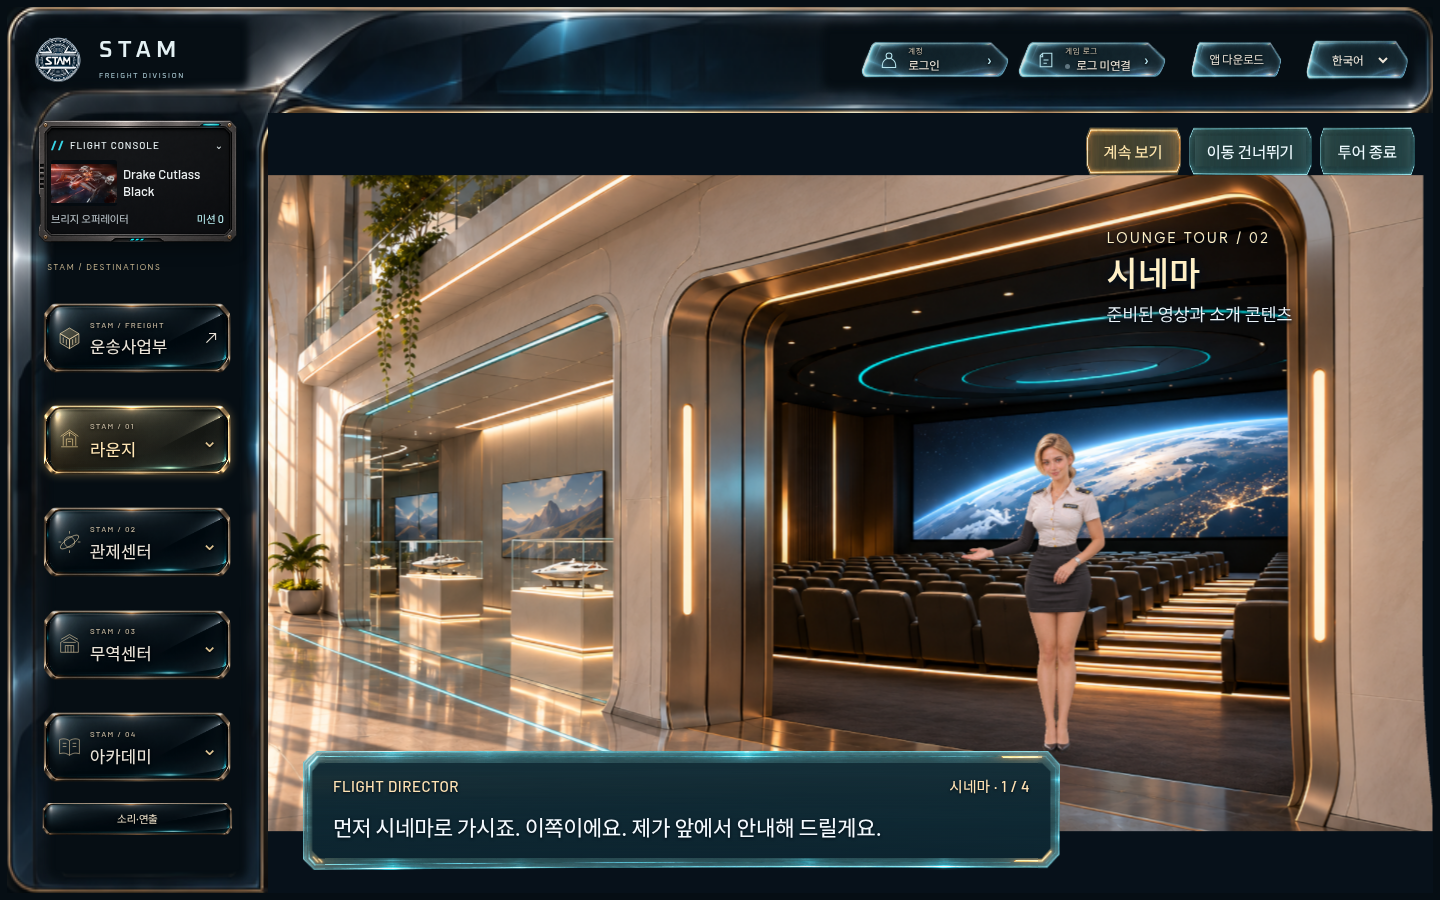 STAM
STAM
FREIGHT DIVISION
계정
로그인
게임 로그
로그 미연결
앱 다운로드
한국어
FLIGHT CONSOLE
Drake Cutlass
Black
브리지 오퍼레이터
미션 0
계속 보기
이동 건너뛰기
투어 종료
STAM / DESTINATIONS
STAM / FREIGHT
운송사업부
STAM / 01
라운지
STAM / 02
관제센터
STAM / 03
무역센터
STAM / 04
아카데미
소리·연출
LOUNGE TOUR / 02
시네마
준비된 영상과 소개 콘텐츠
FLIGHT DIRECTOR
시네마 · 1 / 4
먼저 시네마로 가시죠. 이쪽이에요. 제가 앞에서 안내해 드릴게요.